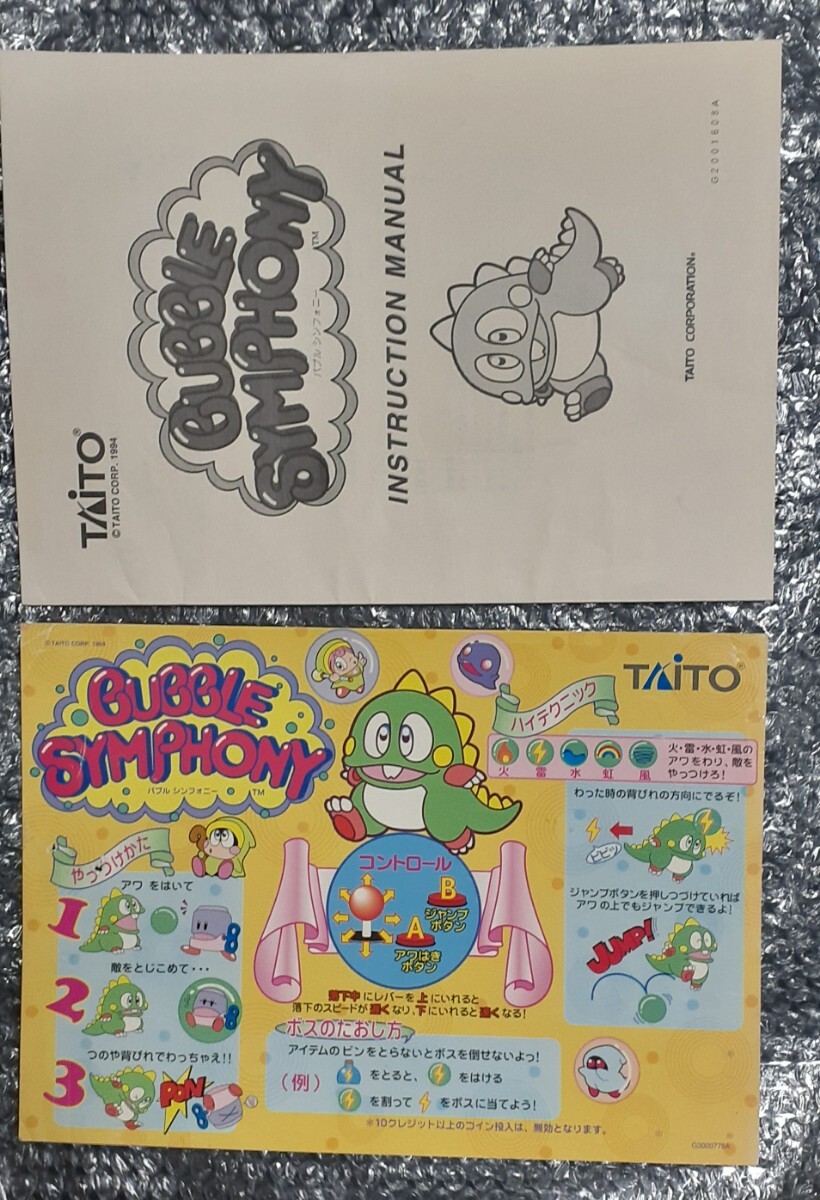 TAITO®
© TAITO CORP. 1994
BUBBLE
SYMPHONY
バブル シンフォニー
TM
INSTRUCTION MANUAL
TAITO CORPORATION®
G2001608A
© TAITO CORP. 1994
BUBBLE
SYMPHONY
バブル シンフォニー
TM
TAITO®
やっつけかた
1
アワ をはいて
2
敵をとじこめて・・・
3
つのや背びれでわっちゃえ!!
PON
コントロール
A
アワはき
ボタン
B
ジャンプ
ボタン
落下中にレバーを上にいれると
落下のスピードが遅くなり、下にいれると速くなる!
ボスのたおし方
アイテムのビンをとらないとボスを倒せないよ!
(例)
をとると、
をはける
を割って
をボスに当てよう!
※10クレジット以上のコイン投入は、無効となります。
ハイテクニック
火 雷 水 虹 風
火・雷・水・虹・風の
アワをわり、敵を
やっつけろ!
わった時の背びれの方向にでるぞ!
ジャンプボタンを押しつづけていれば
アワ の上でもジャンプできるよ!
JUMP!
G3000778A